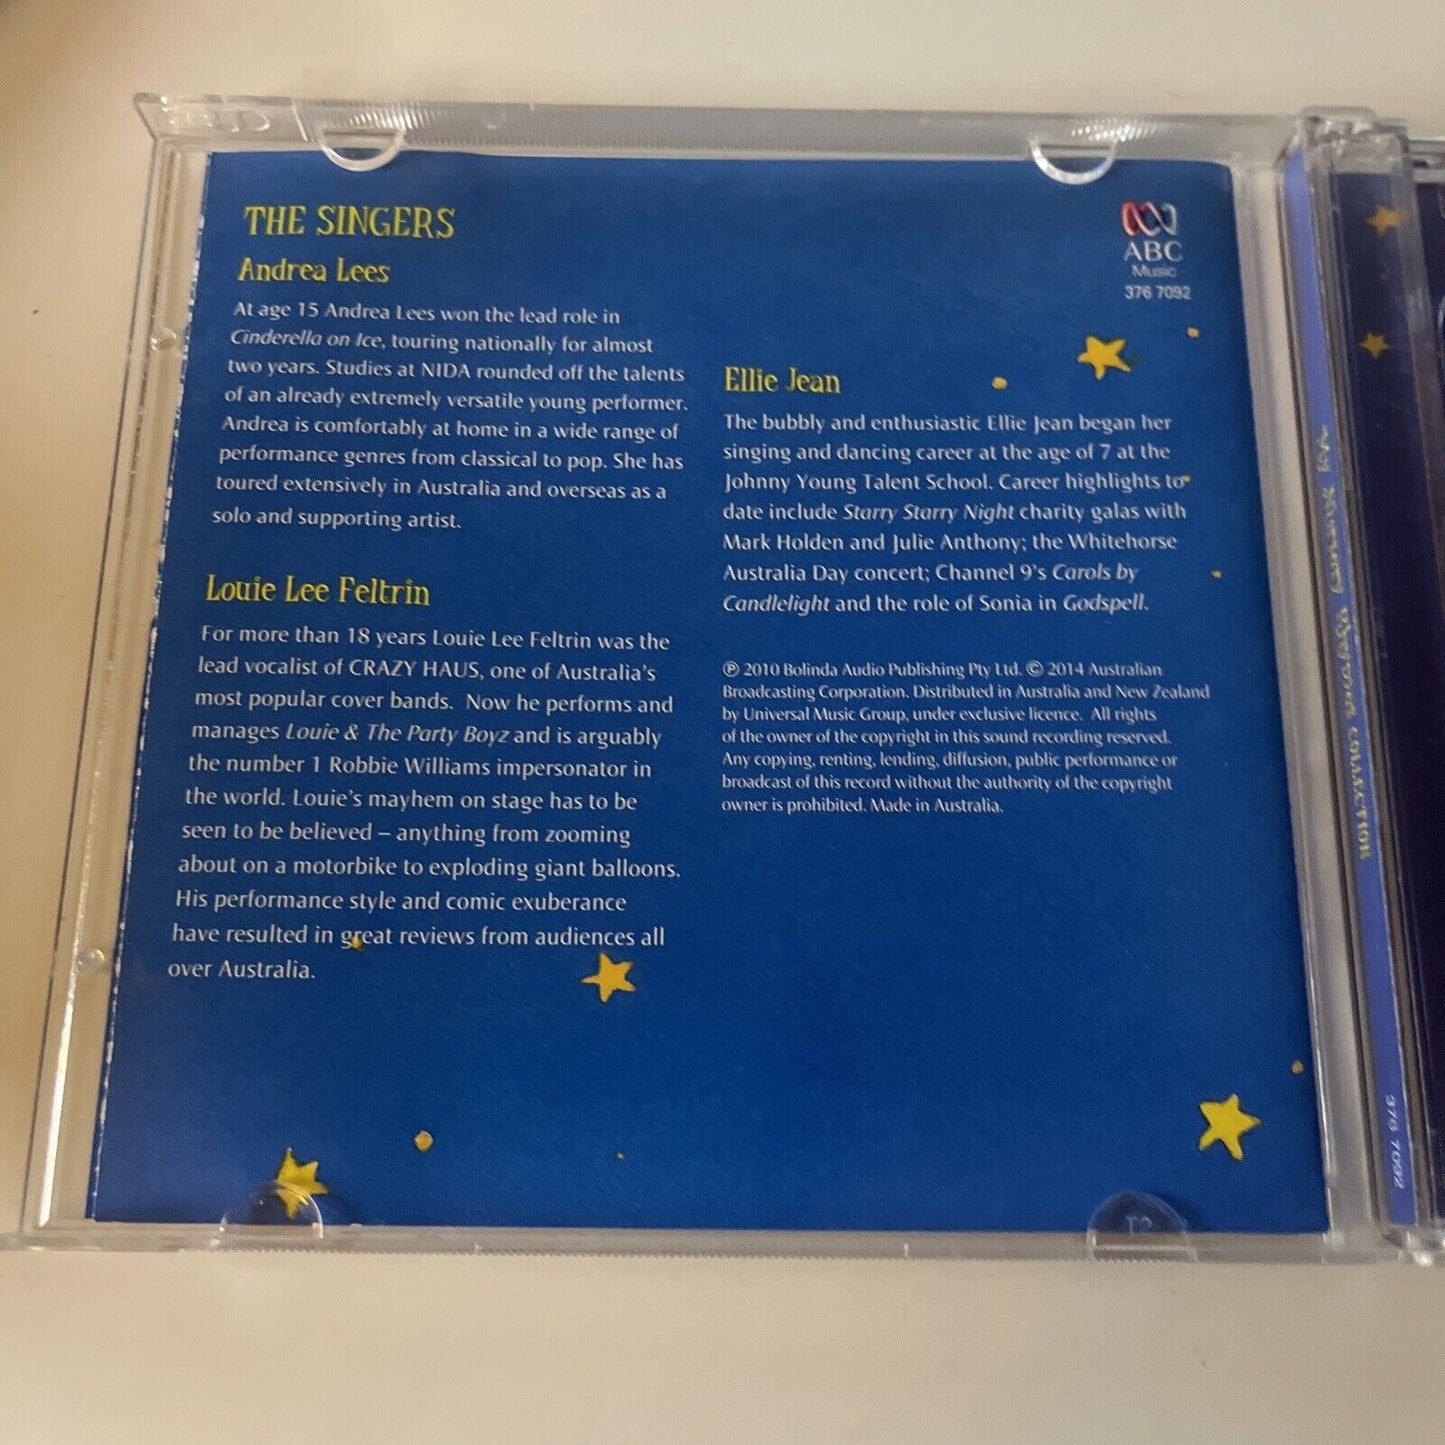 THE SINGERS
Andrea Lees
At age 15 Andrea Lees won the lead role in
Cinderella on Ice, touring nationally for almost
two years. Studies at NIDA rounded off the talents
of an already extremely versatile young performer.
Andrea is comfortably at home in a wide range of
performance genres from classical to pop. She has
toured extensively in Australia and overseas as a
solo and supporting artist.
Louie Lee Feltrin
For more than 18 years Louie Lee Feltrin was the
lead vocalist of CRAZY HAUS, one of Australia's
most popular cover bands. Now he performs and
manages Louie & The Party Boyz and is arguably
the number 1 Robbie Williams impersonator in
the world. Louie's mayhem on stage has to be
seen to be believed – anything from zooming
about on a motorbike to exploding giant balloons.
His performance style and comic exuberance
have resulted in great reviews from audiences all
over Australia.
ABC
Music
376 7092
Ellie Jean
The bubbly and enthusiastic Ellie Jean began her
singing and dancing career at the age of 7 at the
Johnny Young Talent School. Career highlights to
date include Starry Starry Night charity galas with
Mark Holden and Julie Anthony; the Whitehorse
Australia Day concert; Channel 9's Carols by
Candlelight and the role of Sonia in Godspell.
℗ 2010 Bolinda Audio Publishing Pty Ltd. © 2014 Australian
Broadcasting Corporation. Distributed in Australia and New Zealand
by Universal Music Group, under exclusive licence. All rights
of the owner of the copyright in this sound recording reserved.
Any copying, renting, lending, diffusion, public performance or
broadcast of this record without the authority of the copyright
owner is prohibited. Made in Australia.
COLLECTION
376 7092